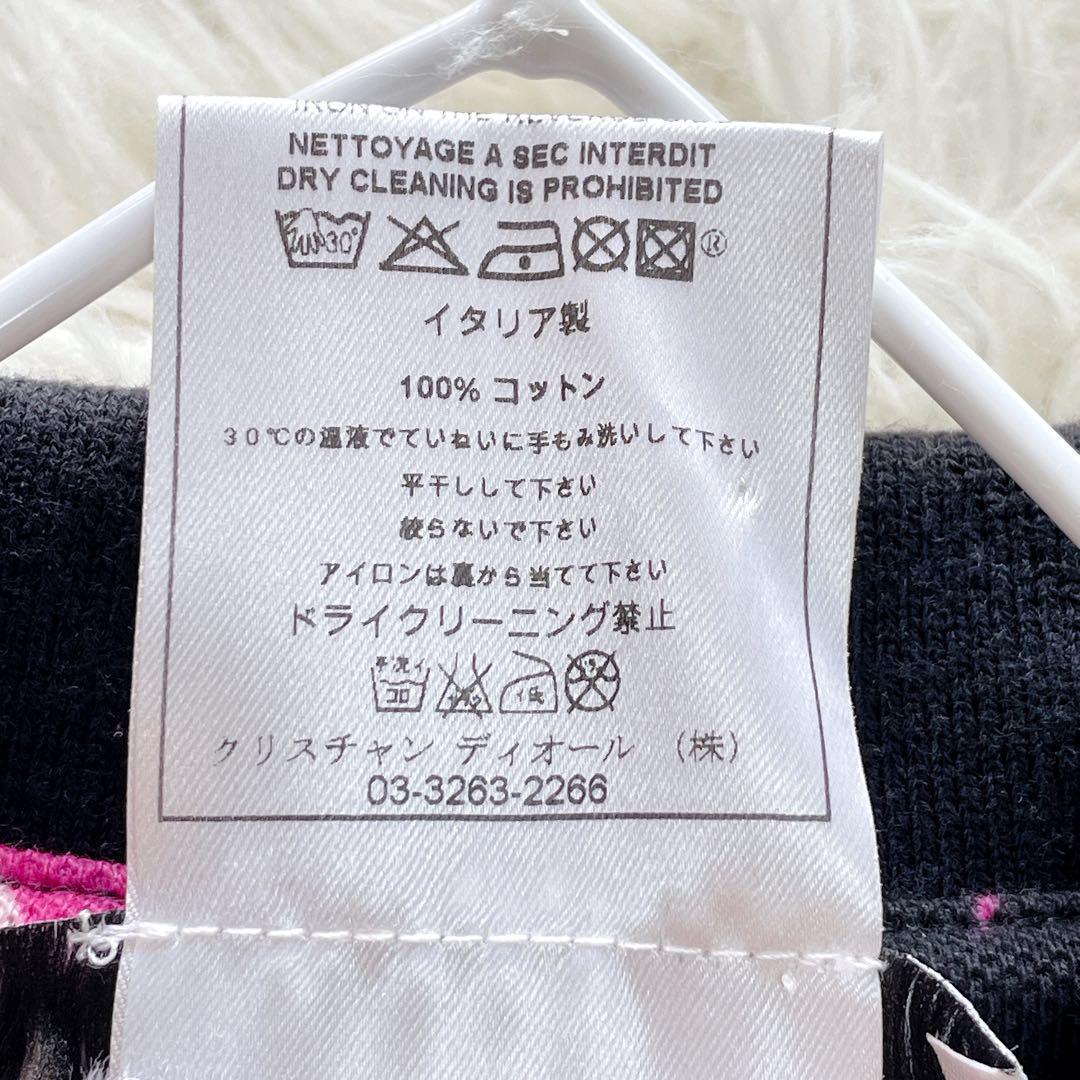 NETTOYAGE A SEC INTERDIT
DRY CLEANING IS PROHIBITED
30° ®
イタリア製
100% コットン
30℃の温液でていねいに手もみ洗いして下さい
平干しして下さい
絞らないで下さい
アイロンは裏から当てて下さい
ドライクリーニング禁止
クリスチャン ディオール (株)
03-3263-2266